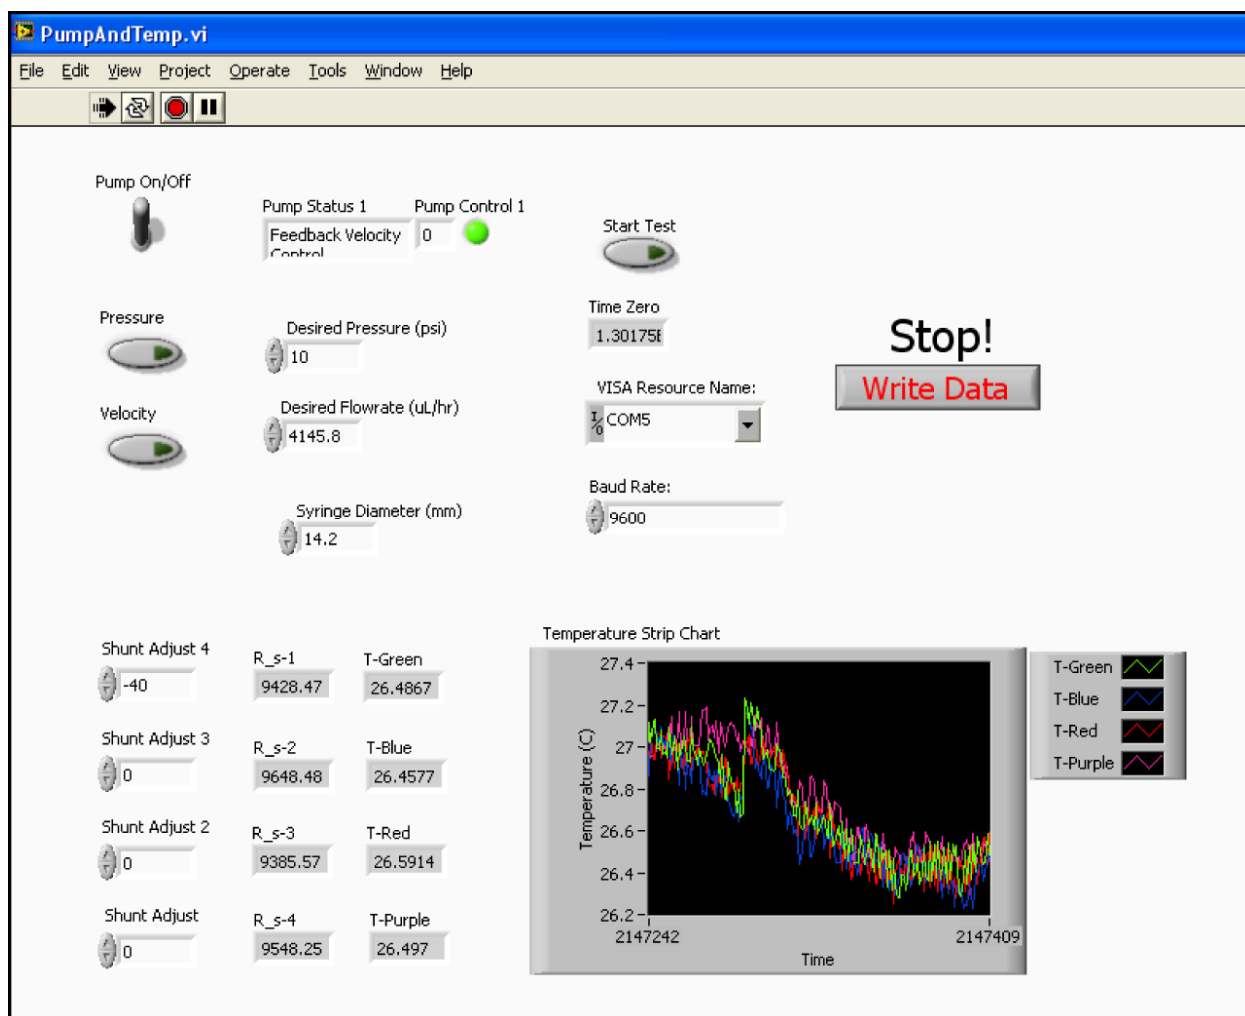 PumpAndTemp.vi
File Edit View Project Operate Tools Window Help
Pump On/Off
Pump Status 1
Pump Control 1
Feedback Velocity
Control
0
Start Test
Pressure
Desired Pressure (psi)
10
Time Zero
1.30175E
Stop!
Write Data
Velocity
Desired Flowrate (uL/hr)
4145.8
VISA Resource Name:
I/O COM5
Syringe Diameter (mm)
14.2
Baud Rate:
9600
Shunt Adjust 4
-40
R_s-1
9428.47
T-Green
26.4867
Shunt Adjust 3
0
R_s-2
9648.48
T-Blue
26.4577
Shunt Adjust 2
0
R_s-3
9385.57
T-Red
26.5914
Shunt Adjust
0
R_s-4
9548.25
T-Purple
26.497
Temperature Strip Chart
Temperature (C)
27.4
27.2
27
26.8
26.6
26.4
26.2
2147242
2147409
Time
T-Green
T-Blue
T-Red
T-Purple